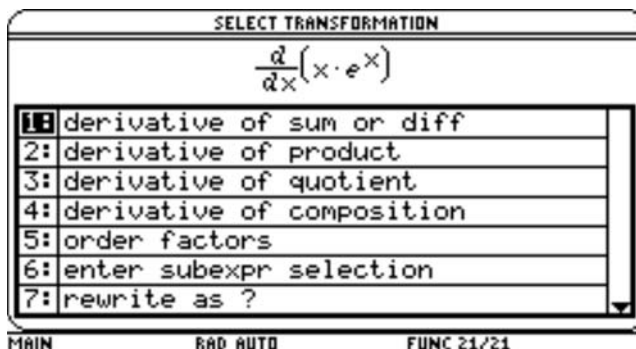 SELECT TRANSFORMATION
d/dx(x·e^x)
1:derivative of sum or diff
2:derivative of product
3:derivative of quotient
4:derivative of composition
5:order factors
6:enter subexpr selection
7:rewrite as ?
MAIN RAD AUTO FUNC 21/21